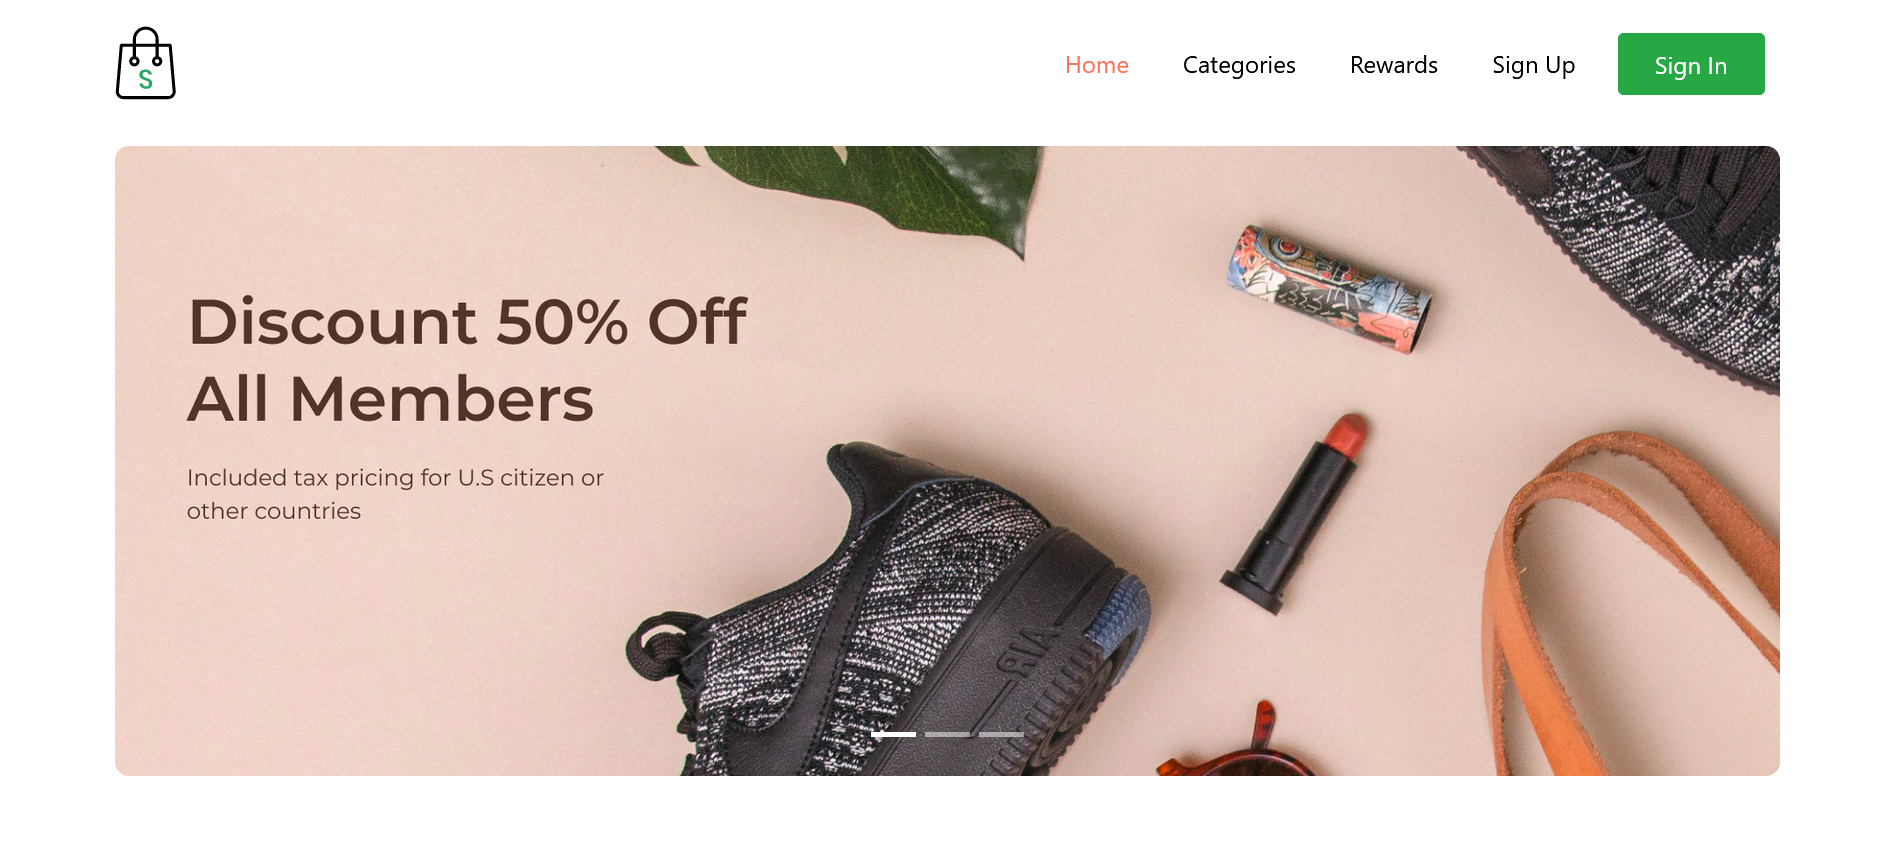 S
Home Categories Rewards Sign Up Sign In
Discount 50% Off
All Members
Included tax pricing for U.S citizen or
other countries
AIR